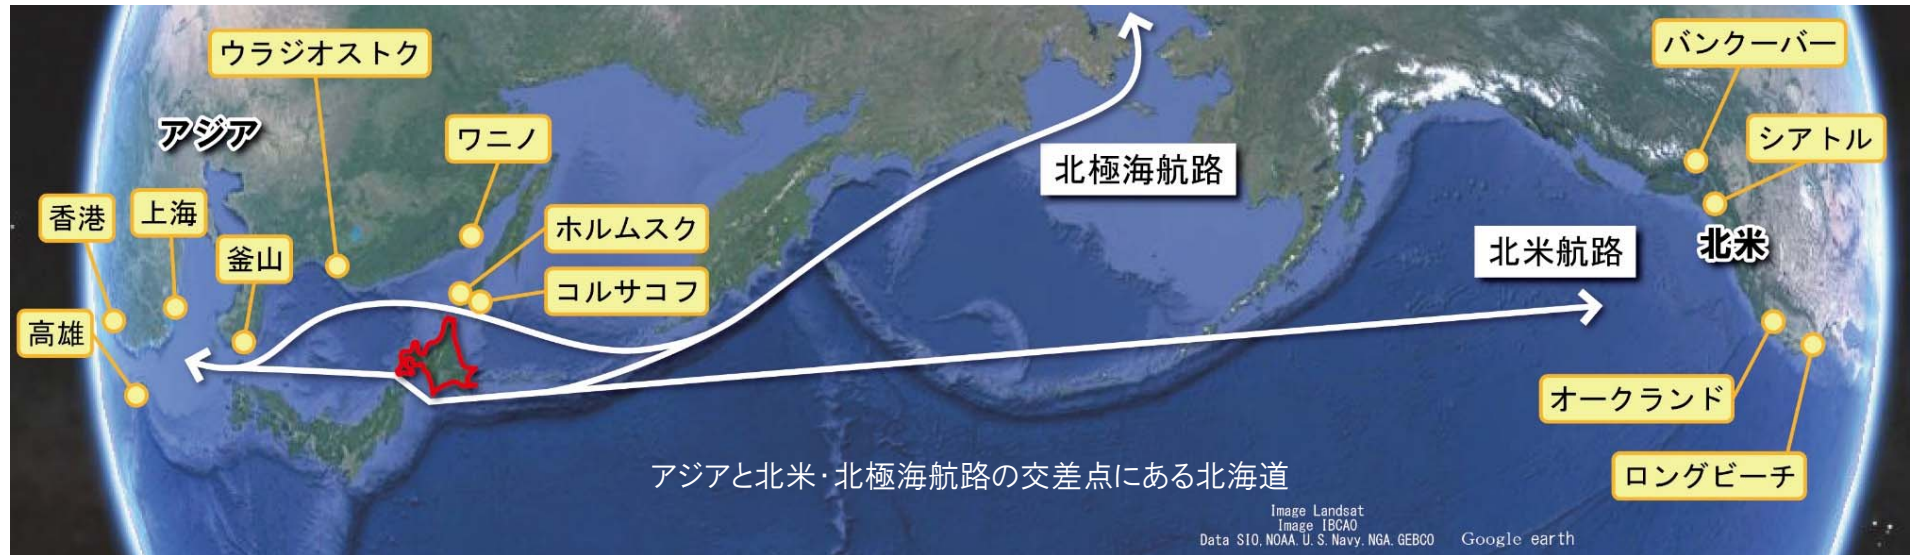 ウラジオストク
バンクーバー
アジア
ワニノ
シアトル
北極海航路
香港
上海
ホルムスク
釜山
北米航路
北米
コルサコフ
高雄
オークランド
ロングビーチ
アジアと北米・北極海航路の交差点にある北海道
Image Landsat
Image IBCAO
Data SIO,NOAA.U.S.Navy.NGA.GEBCO
Google earth